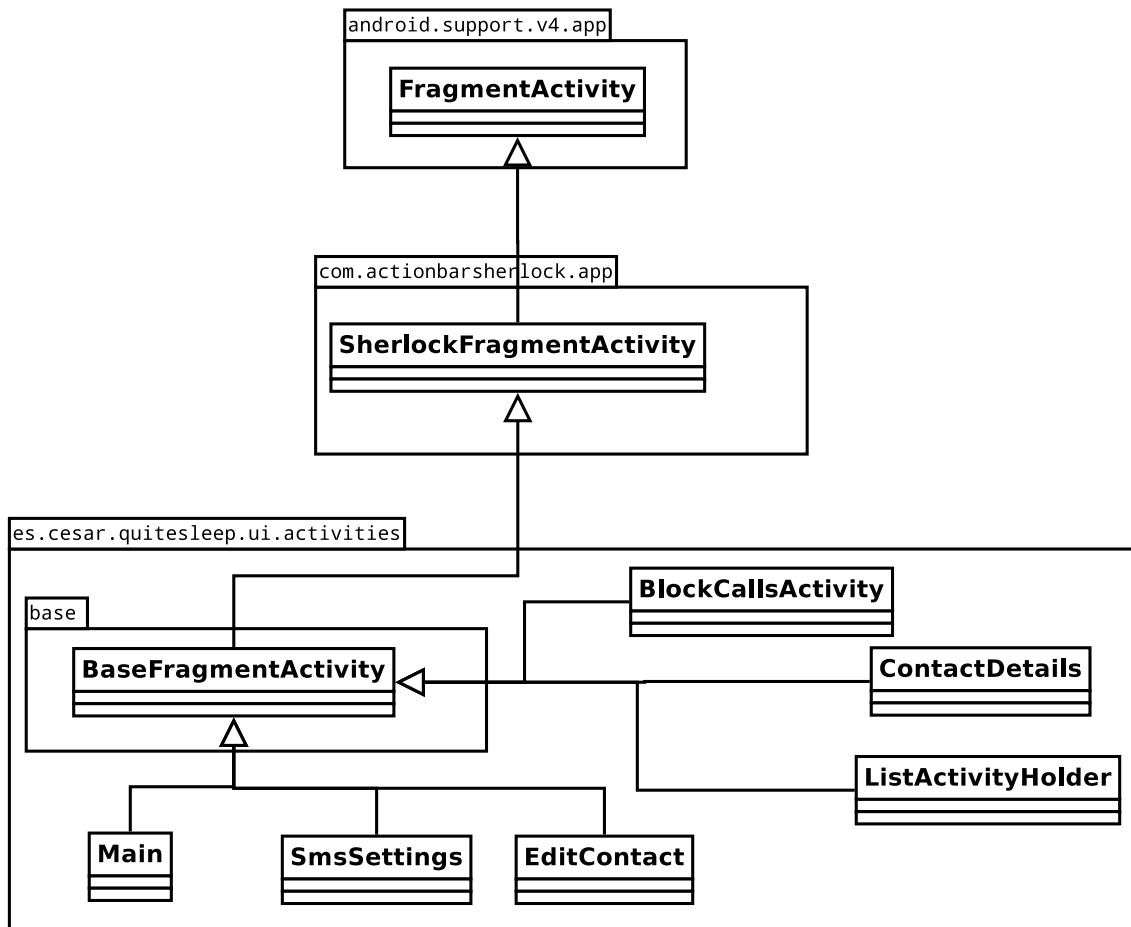 android.support.v4.app
FragmentActivity
com.actionbarsherlock.app
SherlockFragmentActivity
es.cesar.quitesleep.ui.activities
BlockCallsActivity
base
BaseFragmentActivity
ContactDetails
ListActivityHolder
Main
SmsSettings
EditContact